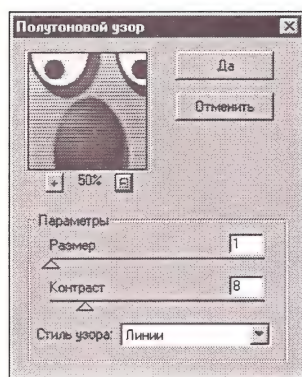 Полутоновой узор
Да
Отменить
50%
Параметры
Размер 1
Контраст 8
Стиль узора: Линии